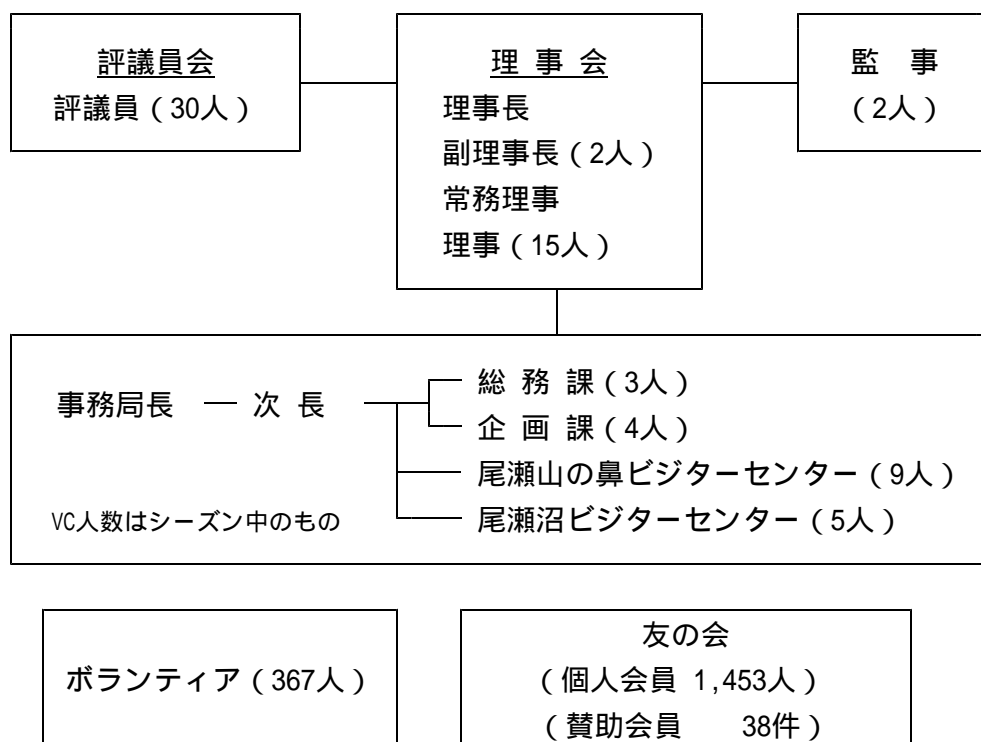 評議員会
評議員（30人）
理 事 会
理事長
副理事長（2人）
常務理事
理事（15人）
監　事
（2人）
事務局長
次 長
総 務 課（3人）
企 画 課（4人）
尾瀬山の鼻ビジターセンター（9人）
尾瀬沼ビジターセンター（5人）
VC人数はシーズン中のもの
ボランティア（367人）
友の会
（個人会員 1,453人）
（賛助会員　　38件）